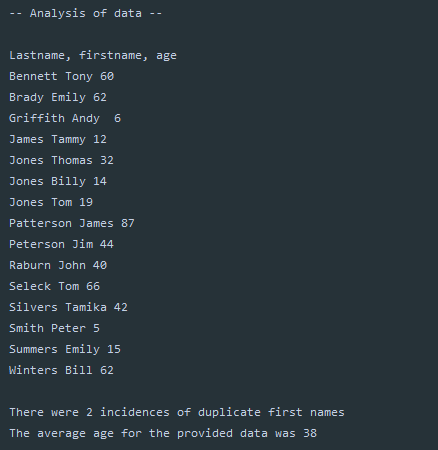 -- Analysis of data --
Lastname, firstname, age
Bennett Tony 60
Brady Emily 62
Griffith Andy  6
James Tammy 12
Jones Thomas 32
Jones Billy 14
Jones Tom 19
Patterson James 87
Peterson Jim 44
Raburn John 40
Seleck Tom 66
Silvers Tamika 42
Smith Peter 5
Summers Emily 15
Winters Bill 62
There were 2 incidences of duplicate first names
The average age for the provided data was 38